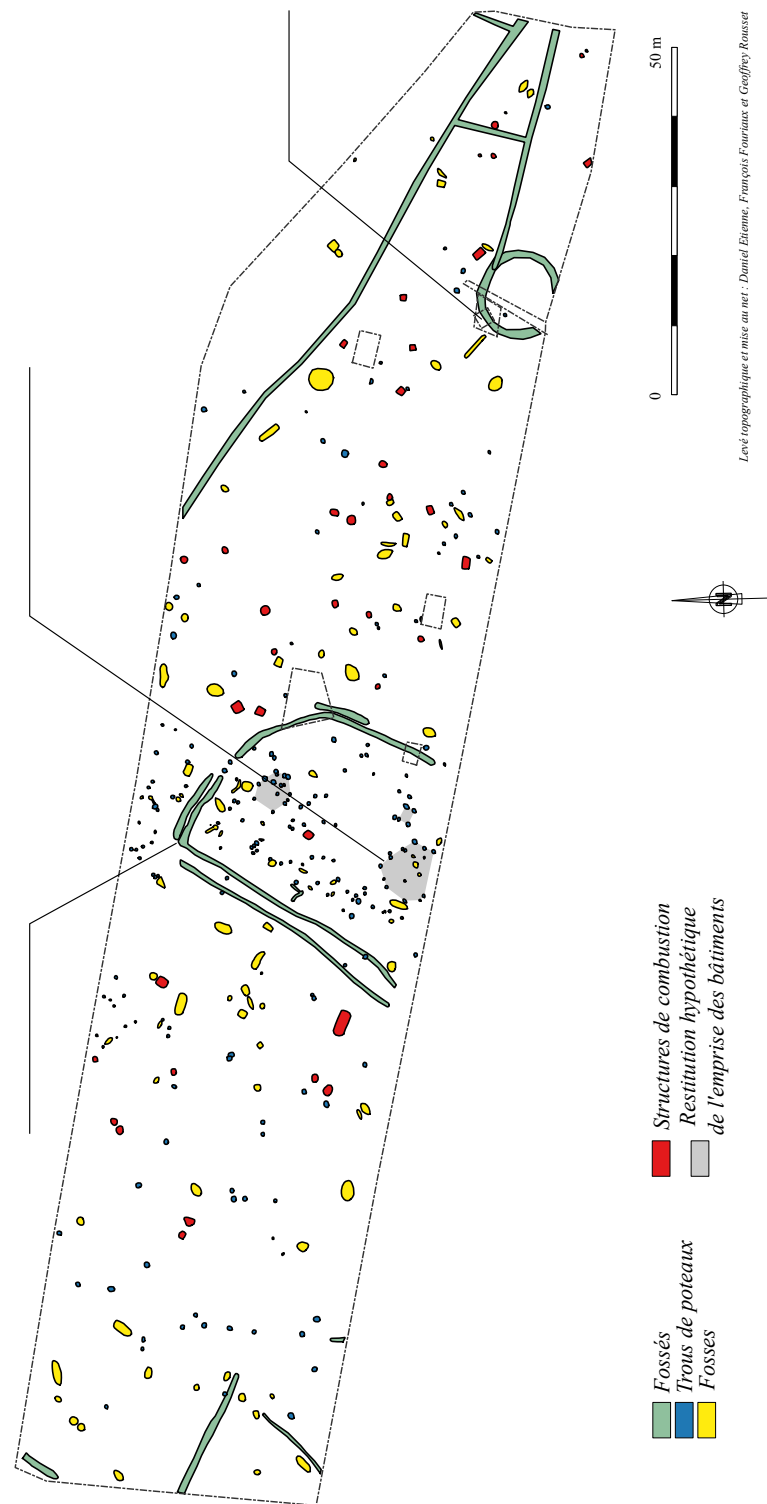 Fossés
Trous de poteaux
Fosses
Structures de combustion
Restitution hypothétique
de l'emprise des bâtiments
N
0
50 m
Levé topographique et mise au net : Daniel Etienne, François Fouriaux et Geoffrey Rousset